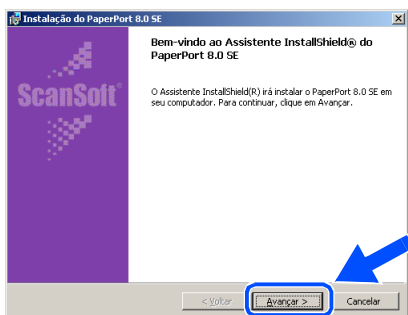 Instalação do PaperPort 8.0 SE
Bem-vindo ao Assistente InstallShield® do
PaperPort 8.0 SE
ScanSoft
O Assistente InstallShield(R) irá instalar o PaperPort 8.0 SE em
seu computador. Para continuar, clique em Avançar.
< Voltar Avançar > Cancelar